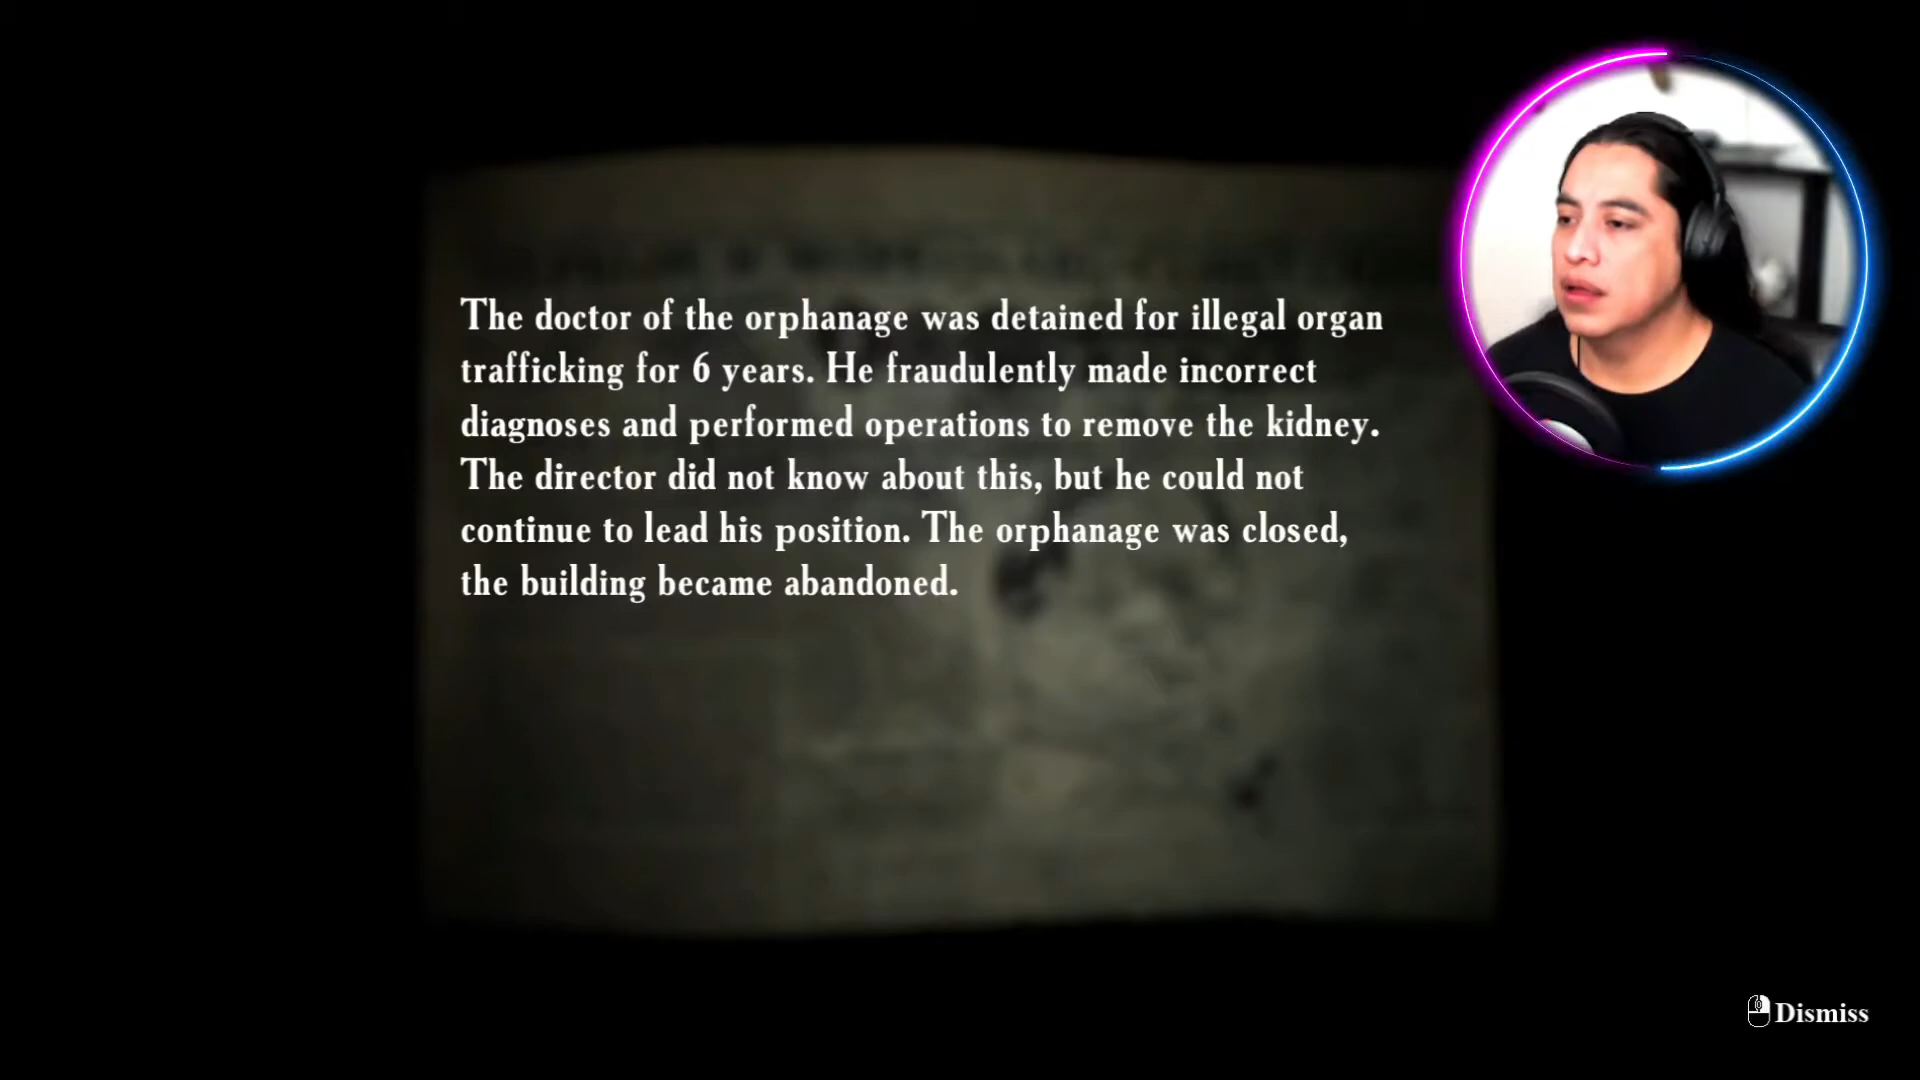 The doctor of the orphanage was detained for illegal organ
trafficking for 6 years. He fraudulently made incorrect
diagnoses and performed operations to remove the kidney.
The director did not know about this, but he could not
continue to lead his position. The orphanage was closed,
the building became abandoned.
Dismiss